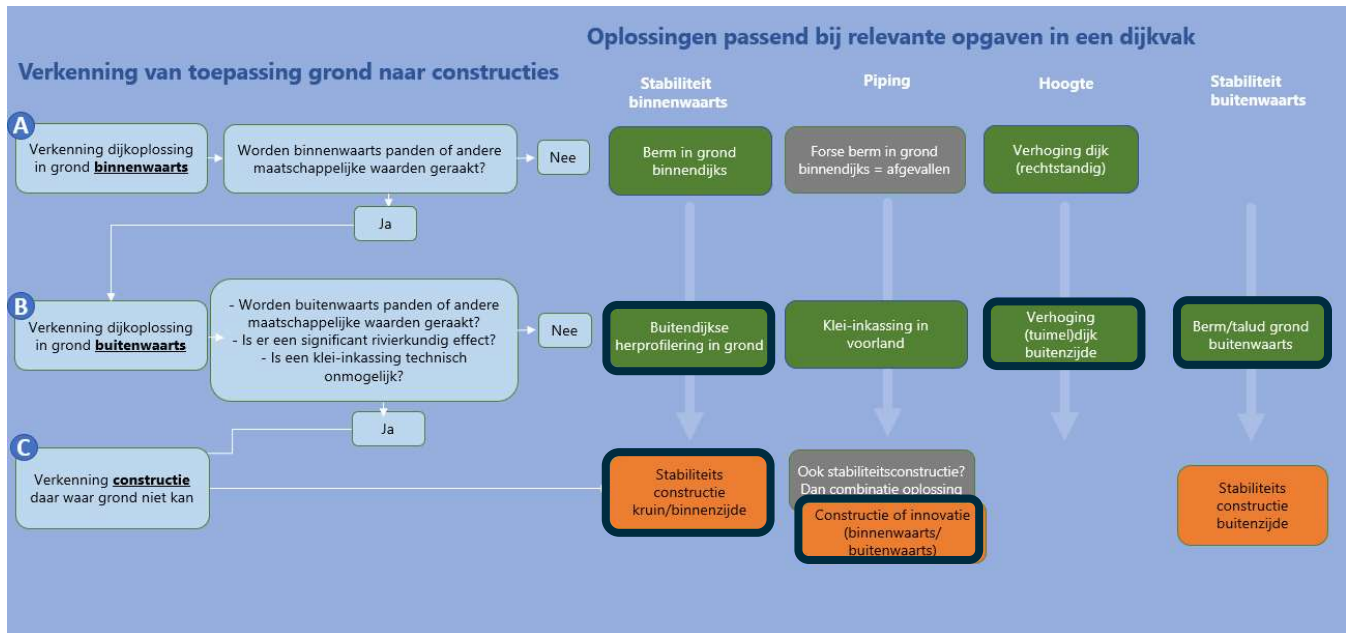 Oplossingen passend bij relevante opgaven in een dijkvak
Verkenning van toepassing grond naar constructies
Stabiliteit
binnenwaarts
Piping
Hoogte
Stabiliteit
buitenwaarts
A
Verkenning dijkoplossing
in grond binnenwaarts
Worden binnenwaarts panden of andere
maatschappelijke waarden geraakt?
Nee
Ja
Berm in grond
binnendijks
Forse berm in grond
binnendijks = afgevallen
Verhoging dijk
(rechtstandig)
B
Verkenning dijkoplossing
in grond buitenwaarts
- Worden buitenwaarts panden of andere
maatschappelijke waarden geraakt?
- Is er een significant rivierkundig effect?
- Is een klei-inkassing technisch
onmogelijk?
Nee
Ja
Buitendijkse
herprofilering in grond
Klei-inkassing in
voorland
Verhoging
(tuimel)dijk
buitenzijde
Berm/talud grond
buitenwaarts
C
Verkenning constructie
daar waar grond niet kan
Stabiliteits
constructie
kruin/binnenzijde
Ook stabiliteitsconstructie?
Dan combinatie oplossing
Constructie of innovatie
(binnenwaarts/
buitenwaarts)
Stabiliteits
constructie
buitenzijde